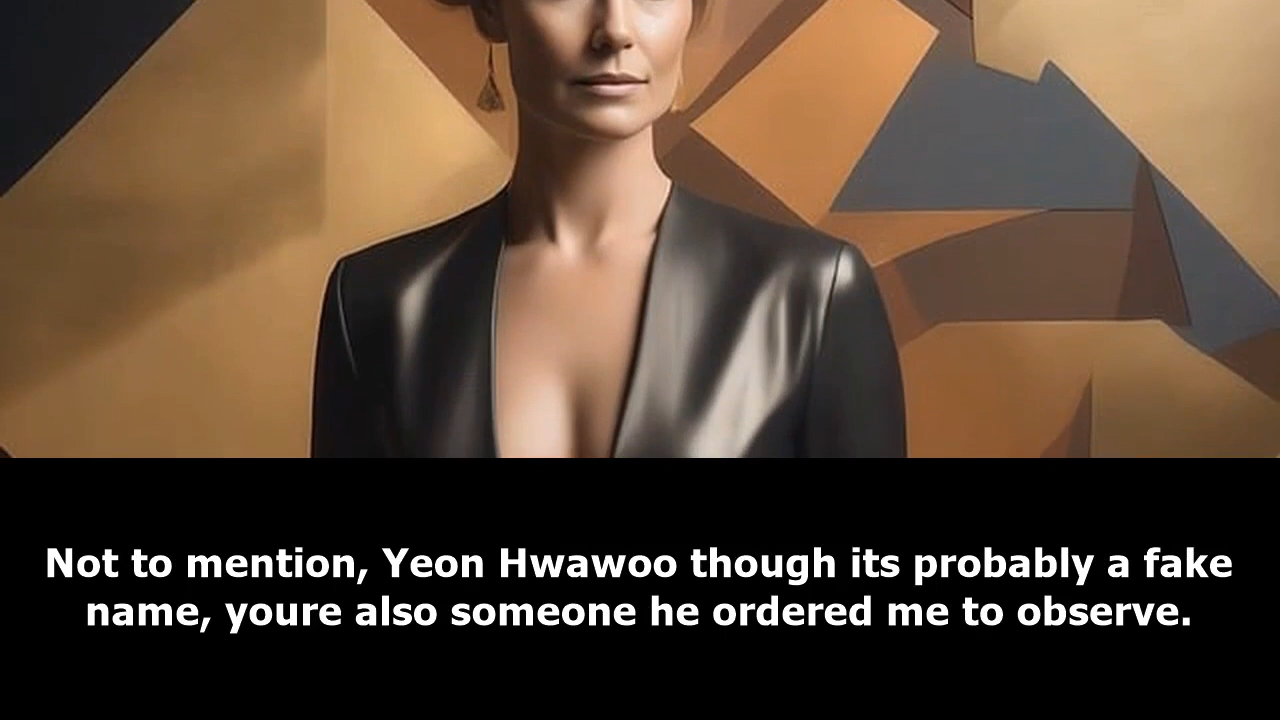 Not to mention, Yeon Hwawoo though its probably a fake
name, youre also someone he ordered me to observe.